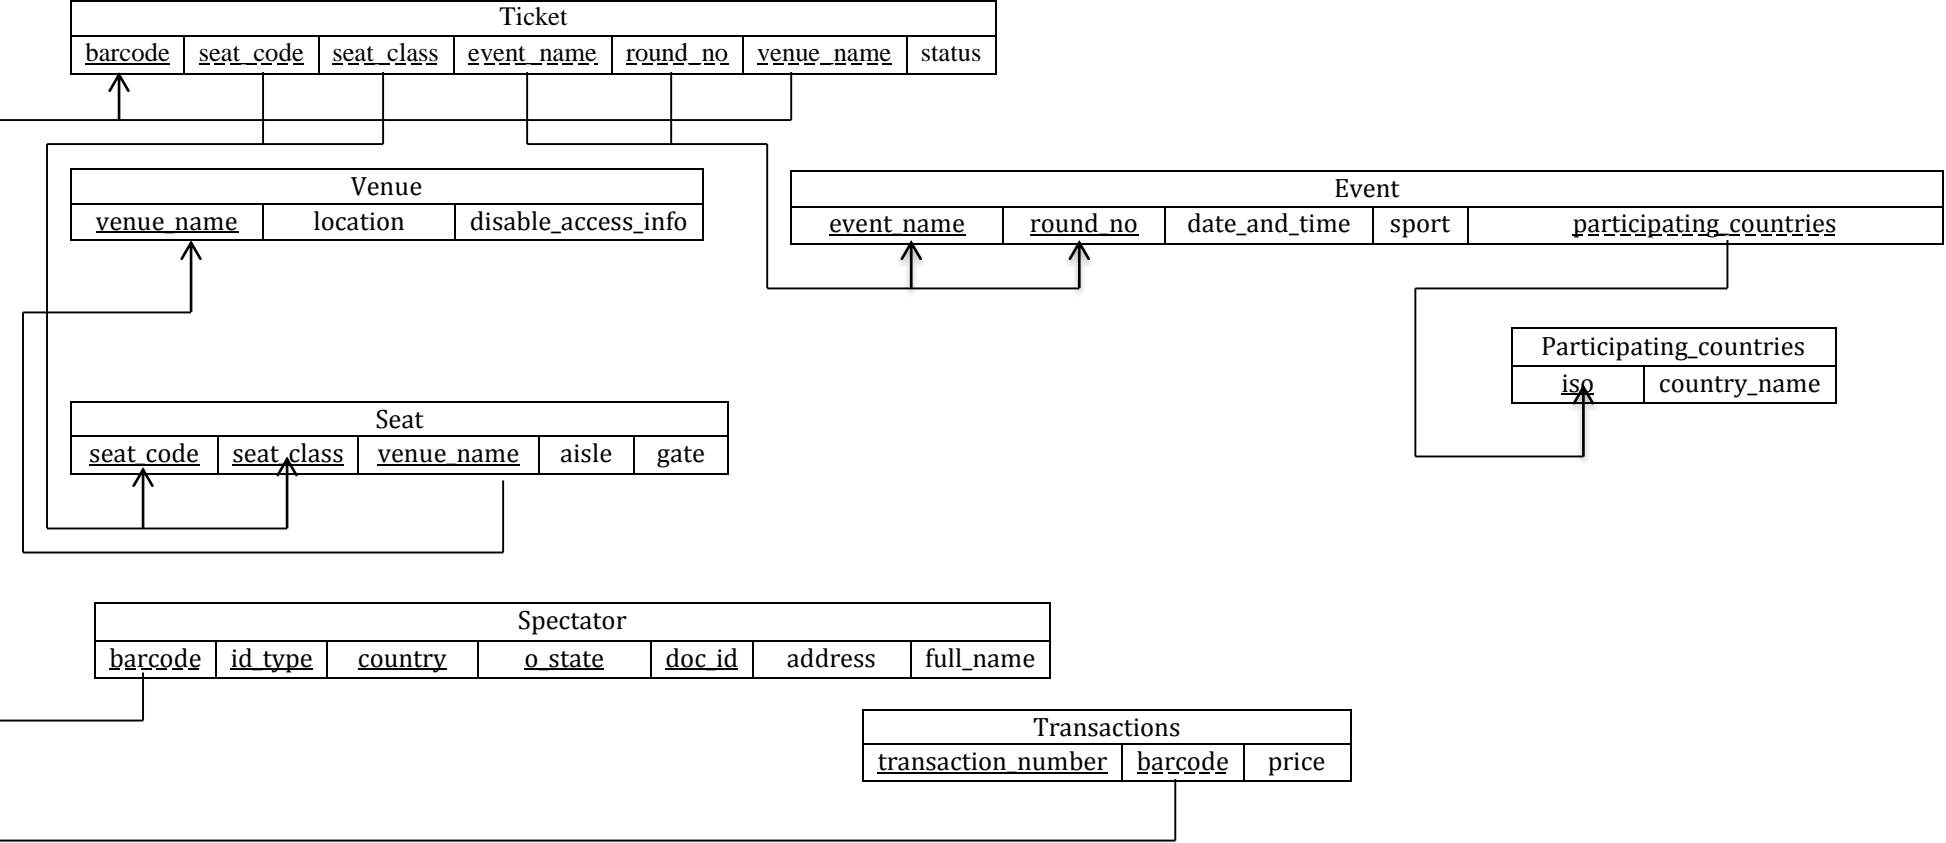 Ticket
barcode seat_code seat_class event_name round_no venue_name status
Venue
venue_name location disable_access_info
Event
event_name round_no date_and_time sport participating_countries
Participating_countries
iso country_name
Seat
seat_code seat_class venue_name aisle gate
Spectator
barcode id_type country o_state doc_id address full_name
Transactions
transaction_number barcode price